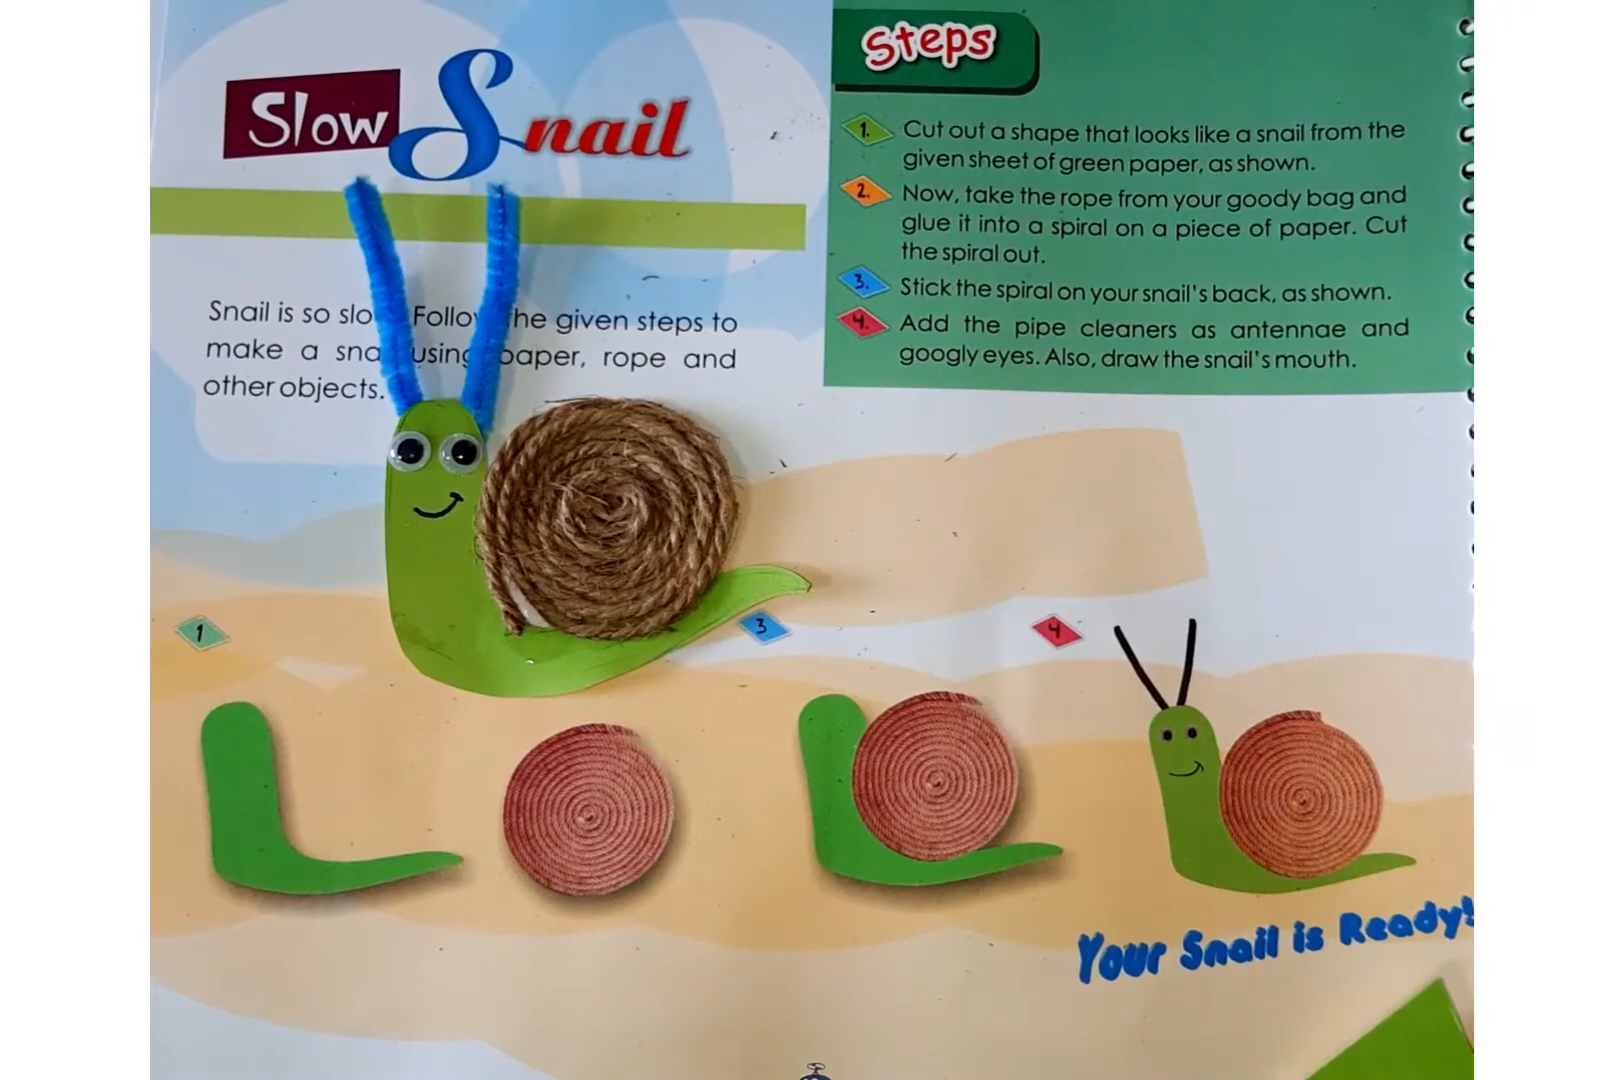 Slow Snail
Snail is so slo Follo he given steps to
make a sna using paper, rope and
other objects.
Steps
1. Cut out a shape that looks like a snail from the
given sheet of green paper, as shown.
2. Now, take the rope from your goody bag and
glue it into a spiral on a piece of paper. Cut
the spiral out.
3. Stick the spiral on your snail's back, as shown.
4. Add the pipe cleaners as antennae and
googly eyes. Also, draw the snail's mouth.
1
3
4
Your Snail is Ready!